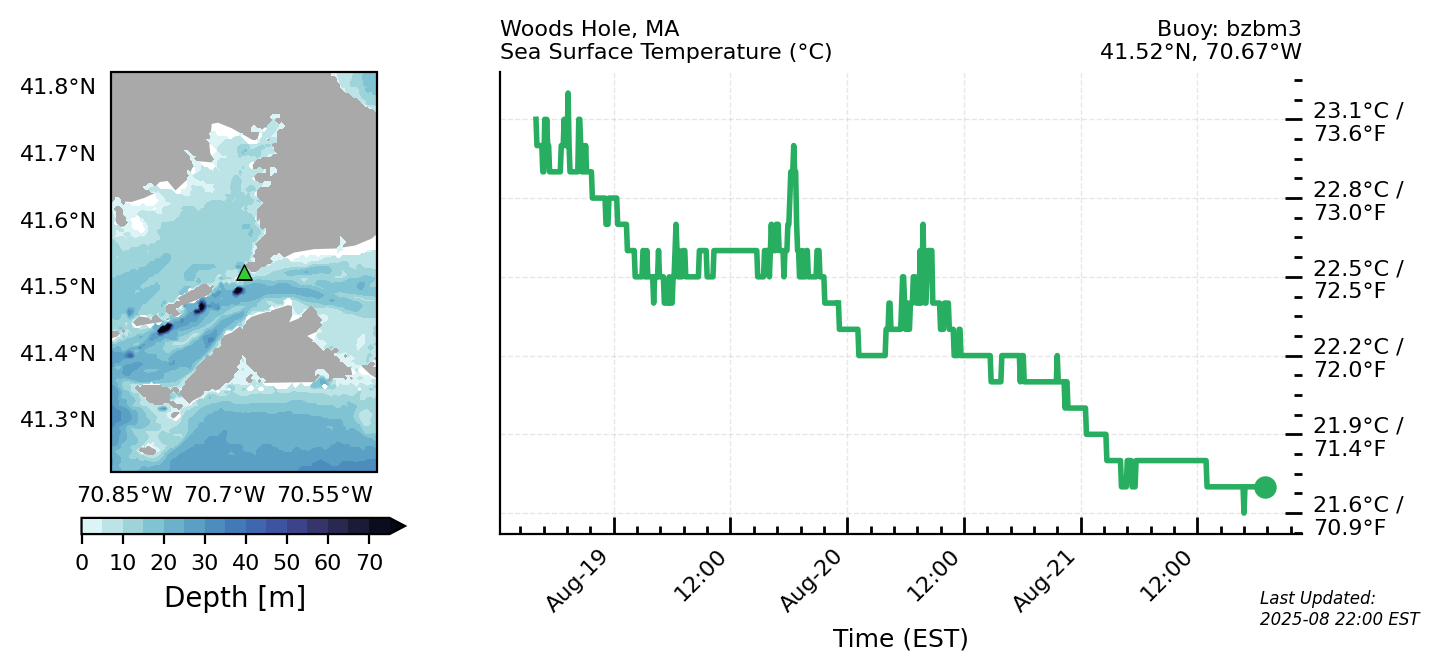 Woods Hole, MA
Sea Surface Temperature (°C)
Buoy: bzbm3
41.52°N, 70.67°W
41.8°N
41.7°N
41.6°N
41.5°N
41.4°N
41.3°N
70.85°W 70.7°W 70.55°W
0 10 20 30 40 50 60 70
Depth [m]
23.1°C /
73.6°F
22.8°C /
73.0°F
22.5°C /
72.5°F
22.2°C /
72.0°F
21.9°C /
71.4°F
21.6°C /
70.9°F
Aug-19 12:00 Aug-20 12:00 Aug-21 12:00
Time (EST)
Last Updated:
2025-08 22:00 EST